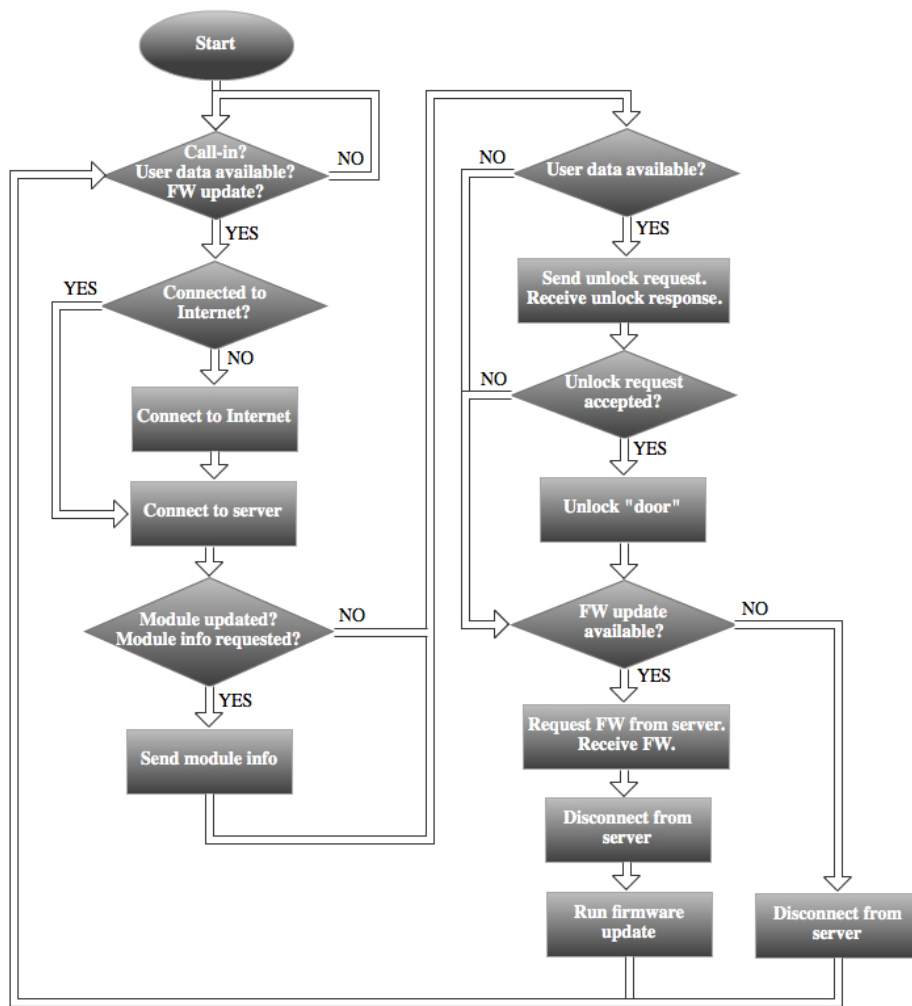 Start
Call-in?
User data available?
FW update?
NO
YES
Connected to
Internet?
YES
NO
Connect to Internet
Connect to server
Module updated?
Module info requested?
NO
YES
Send module info
User data available?
NO
YES
Send unlock request.
Receive unlock response.
Unlock request
accepted?
NO
YES
Unlock "door"
FW update
available?
NO
YES
Request FW from server.
Receive FW.
Disconnect from
server
Run firmware
update
Disconnect from
server